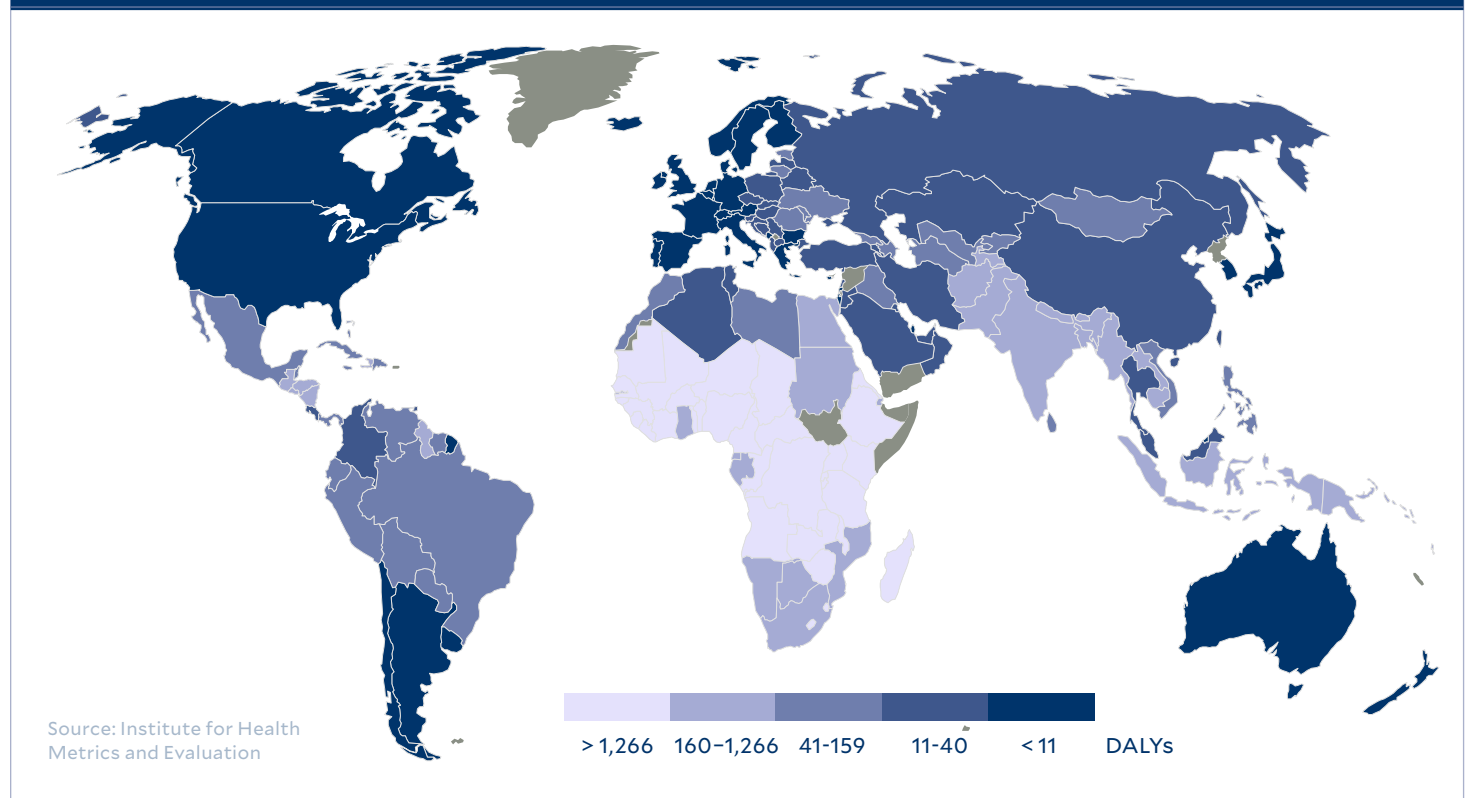 Source: Institute for Health
Metrics and Evaluation
> 1,266 160–1,266 41-159 11-40 < 11 DALYs